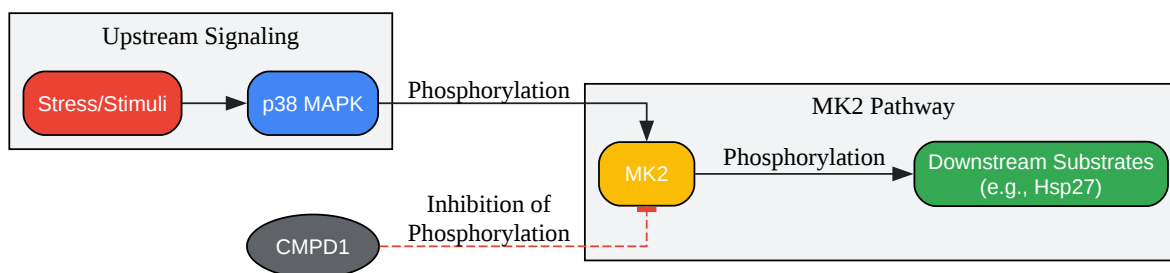 Upstream Signaling
Stress/Stimuli
p38 MAPK
Phosphorylation
MK2 Pathway
MK2
Phosphorylation
Downstream Substrates
(e.g., Hsp27)
Inhibition of
Phosphorylation
CMPD1